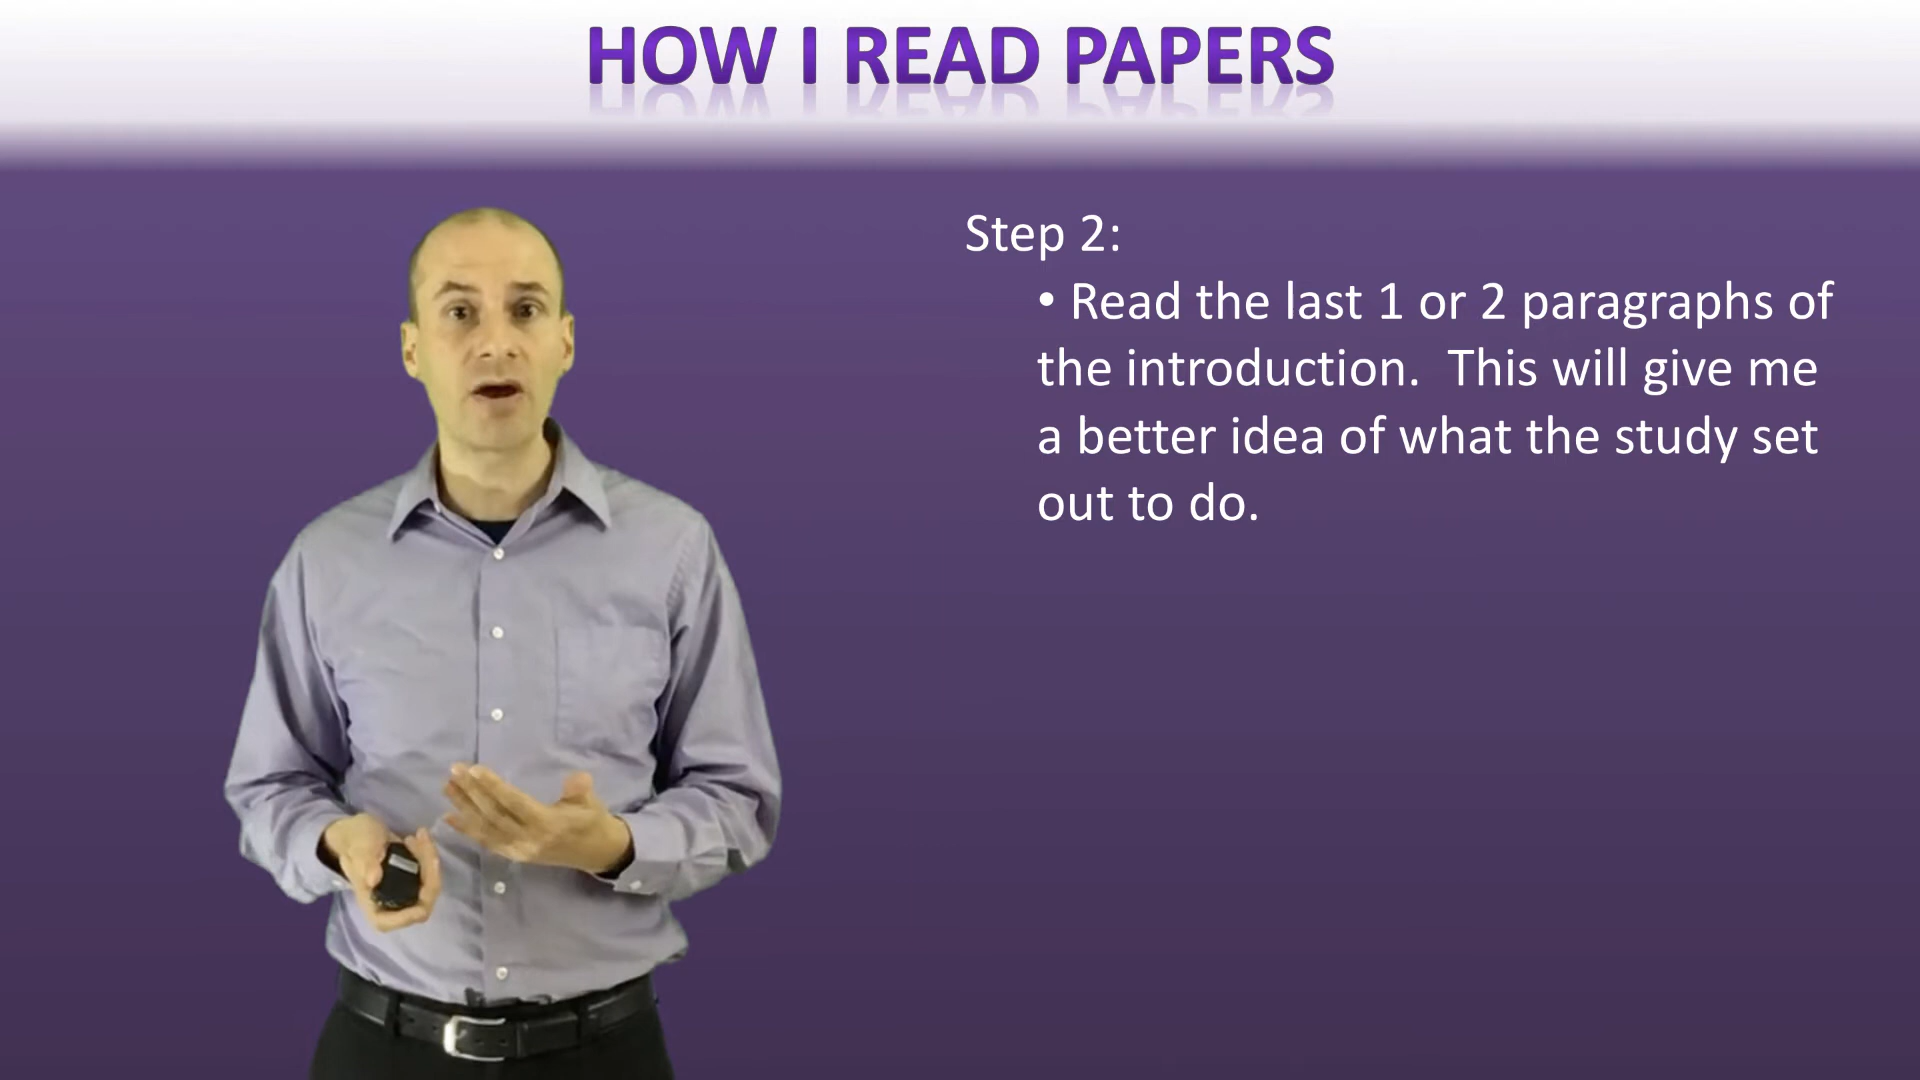 HOW I READ PAPERS
Step 2:
• Read the last 1 or 2 paragraphs of
the introduction.  This will give me
a better idea of what the study set
out to do.